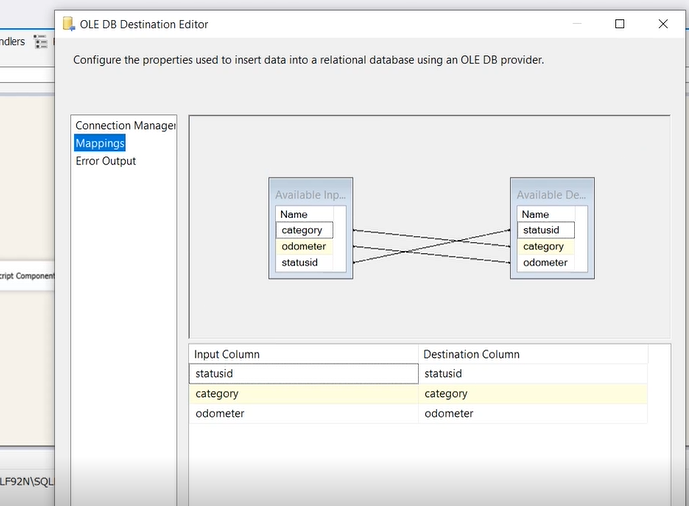 OLE DB Destination Editor
ndlers
Configure the properties used to insert data into a relational database using an OLE DB provider.
Connection Manager
Mappings
Error Output
Available Inp...
Name
category
odometer
statusid
Available De...
Name
statusid
category
odometer
cript Component
Input Column Destination Column
statusid statusid
category category
odometer odometer
LF92N\SQL